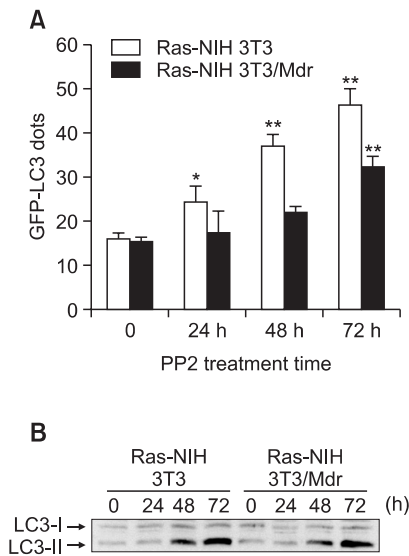 A
Ras-NIH 3T3
Ras-NIH 3T3/Mdr
GFP-LC3 dots
60
50
40
30
20
10
0
*
**
**
**
0 24 h 48 h 72 h
PP2 treatment time
B
Ras-NIH 3T3
Ras-NIH 3T3/Mdr
0 24 48 72 0 24 48 72 (h)
LC3-I
LC3-II